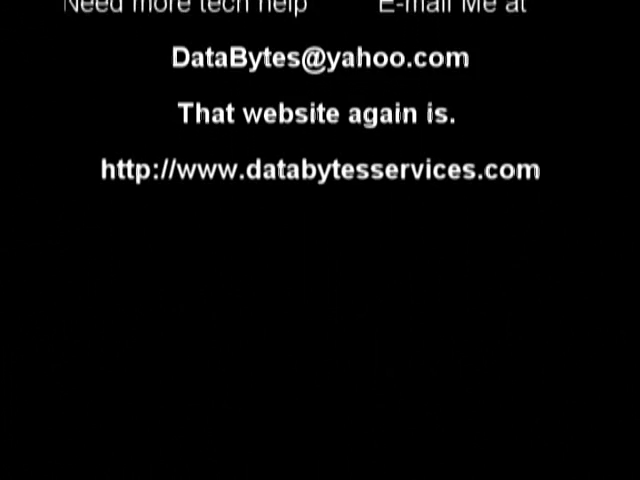 Need more tech help E-mail Me at
DataBytes@yahoo.com
That website again is.
http://www.databytesservices.com